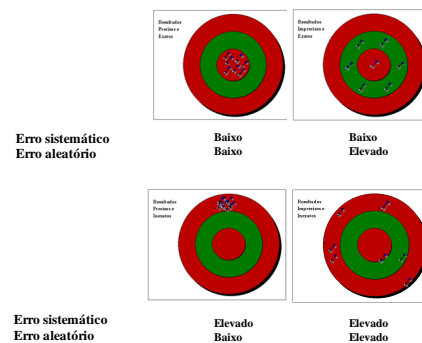 Resultados
Precisos e
Exatos
Resultados
Imprecisos e
Exatos
Erro sistemático Baixo Baixo
Erro aleatório Baixo Elevado
Resultados
Precisos e
Inexatos
Resultados
Imprecisos e
Inexatos
Erro sistemático Elevado Elevado
Erro aleatório Baixo Elevado